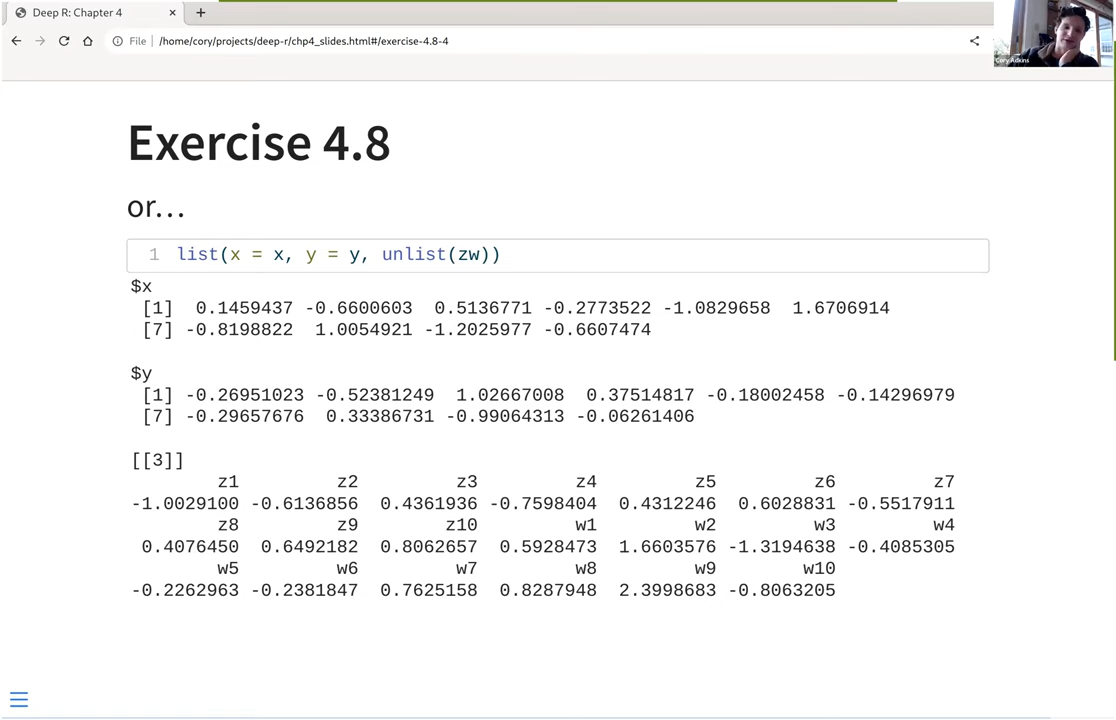 Deep R: Chapter 4
File /home/cory/projects/deep-r/chp4_slides.html#/exercise-4.8-4
Cory Adkins
Exercise 4.8
or…
1 list(x = x, y = y, unlist(zw))
$x
[1] 0.1459437 -0.6600603 0.5136771 -0.2773522 -1.0829658 1.6706914
[7] -0.8198822 1.0054921 -1.2025977 -0.6607474
$y
[1] -0.26951023 -0.52381249 1.02667008 0.37514817 -0.18002458 -0.14296979
[7] -0.29657676 0.33386731 -0.99064313 -0.06261406
[[3]]
z1 z2 z3 z4 z5 z6 z7
-1.0029100 -0.6136856 0.4361936 -0.7598404 0.4312246 0.6028831 -0.5517911
z8 z9 z10 w1 w2 w3 w4
0.4076450 0.6492182 0.8062657 0.5928473 1.6603576 -1.3194638 -0.4085305
w5 w6 w7 w8 w9 w10
-0.2262963 -0.2381847 0.7625158 0.8287948 2.3998683 -0.8063205